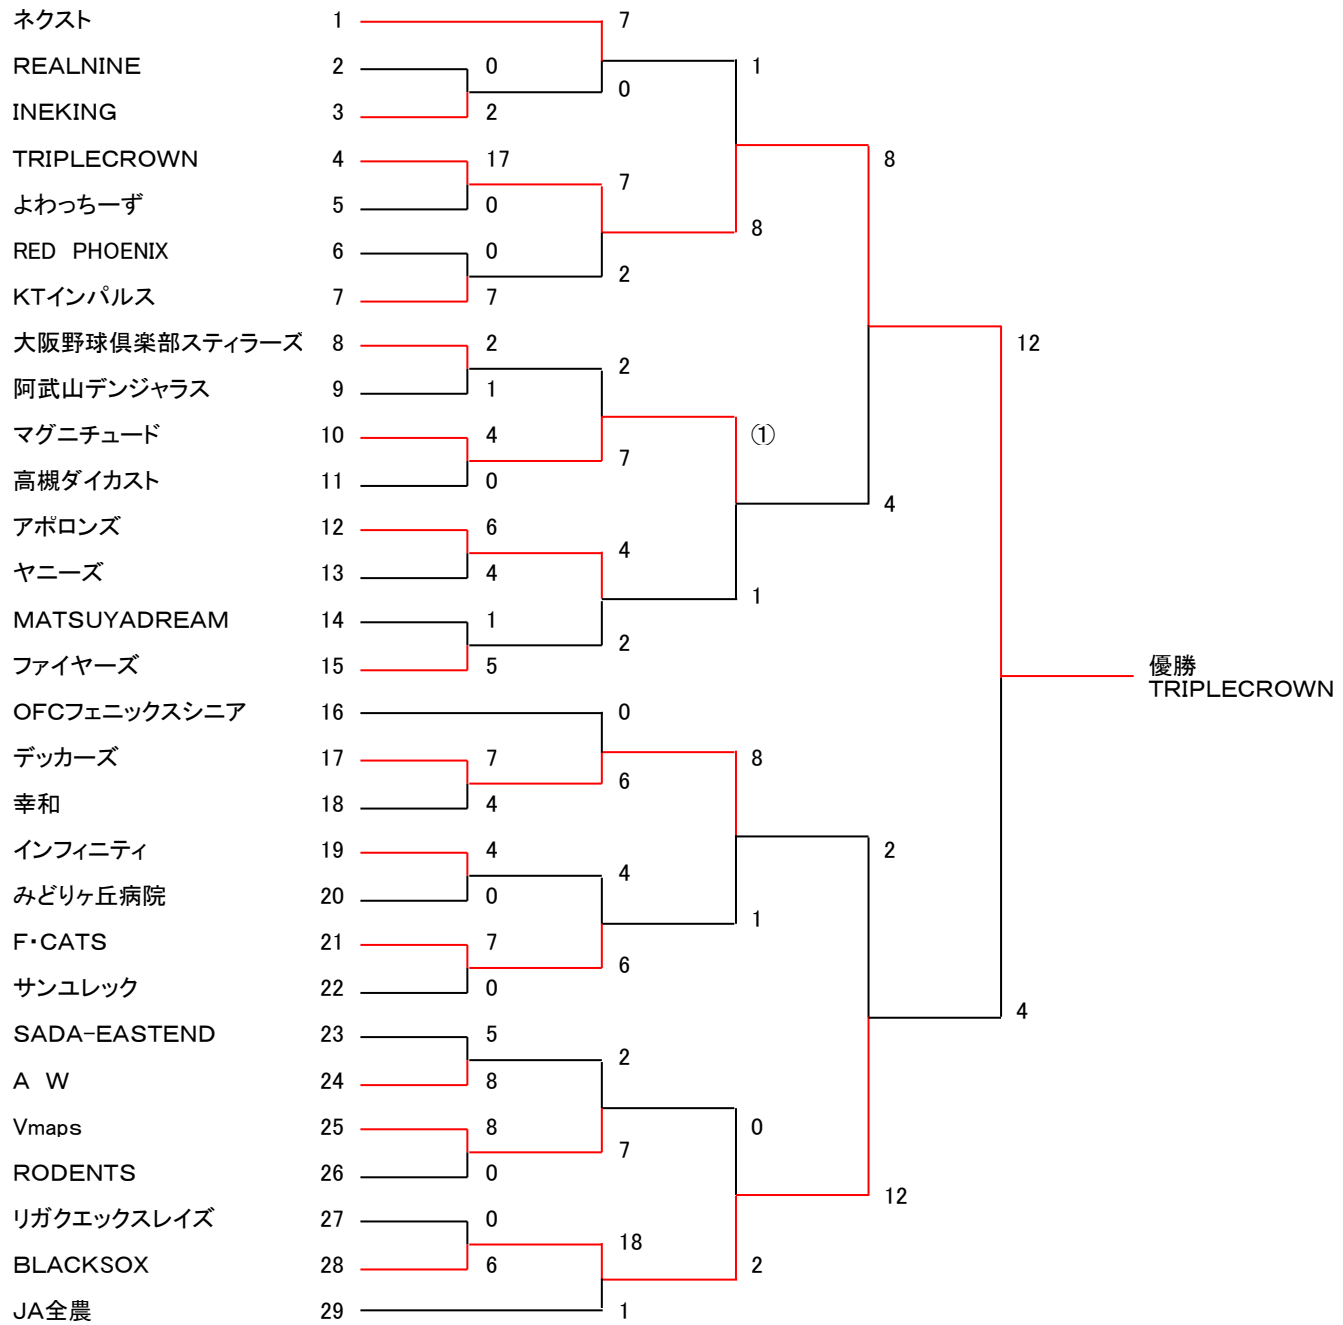 ネクスト 1 7
REALNINE 2 0 1
0
INEKING 3 2
TRIPLECROWN 4 17 8
7
よわっちーず 5 0
8
RED PHOENIX 6 0
2
KTインパルス 7 7
大阪野球倶楽部スティラーズ 8 2 12
2
阿武山デンジャラス 9 1
マグニチュード 10 4 ①
7
高槻ダイカスト 11 0
4
アポロンズ 12 6
4
ヤニーズ 13 4
1
MATSUYADREAM 14 1
2
ファイヤーズ 15 5 優勝
TRIPLECROWN
OFCフェニックスシニア 16 0
デッカーズ 17 7 8
6
幸和 18 4
インフィニティ 19 4 2
4
みどりヶ丘病院 20 0
1
F・CATS 21 7
6
サンユレック 22 0
4
SADA-EASTEND 23 5
2
A W 24 8
Vmaps 25 8 0
7
RODENTS 26 0
12
リガクエックスレイズ 27 0
18
BLACKSOX 28 6 2
JA全農 29 1